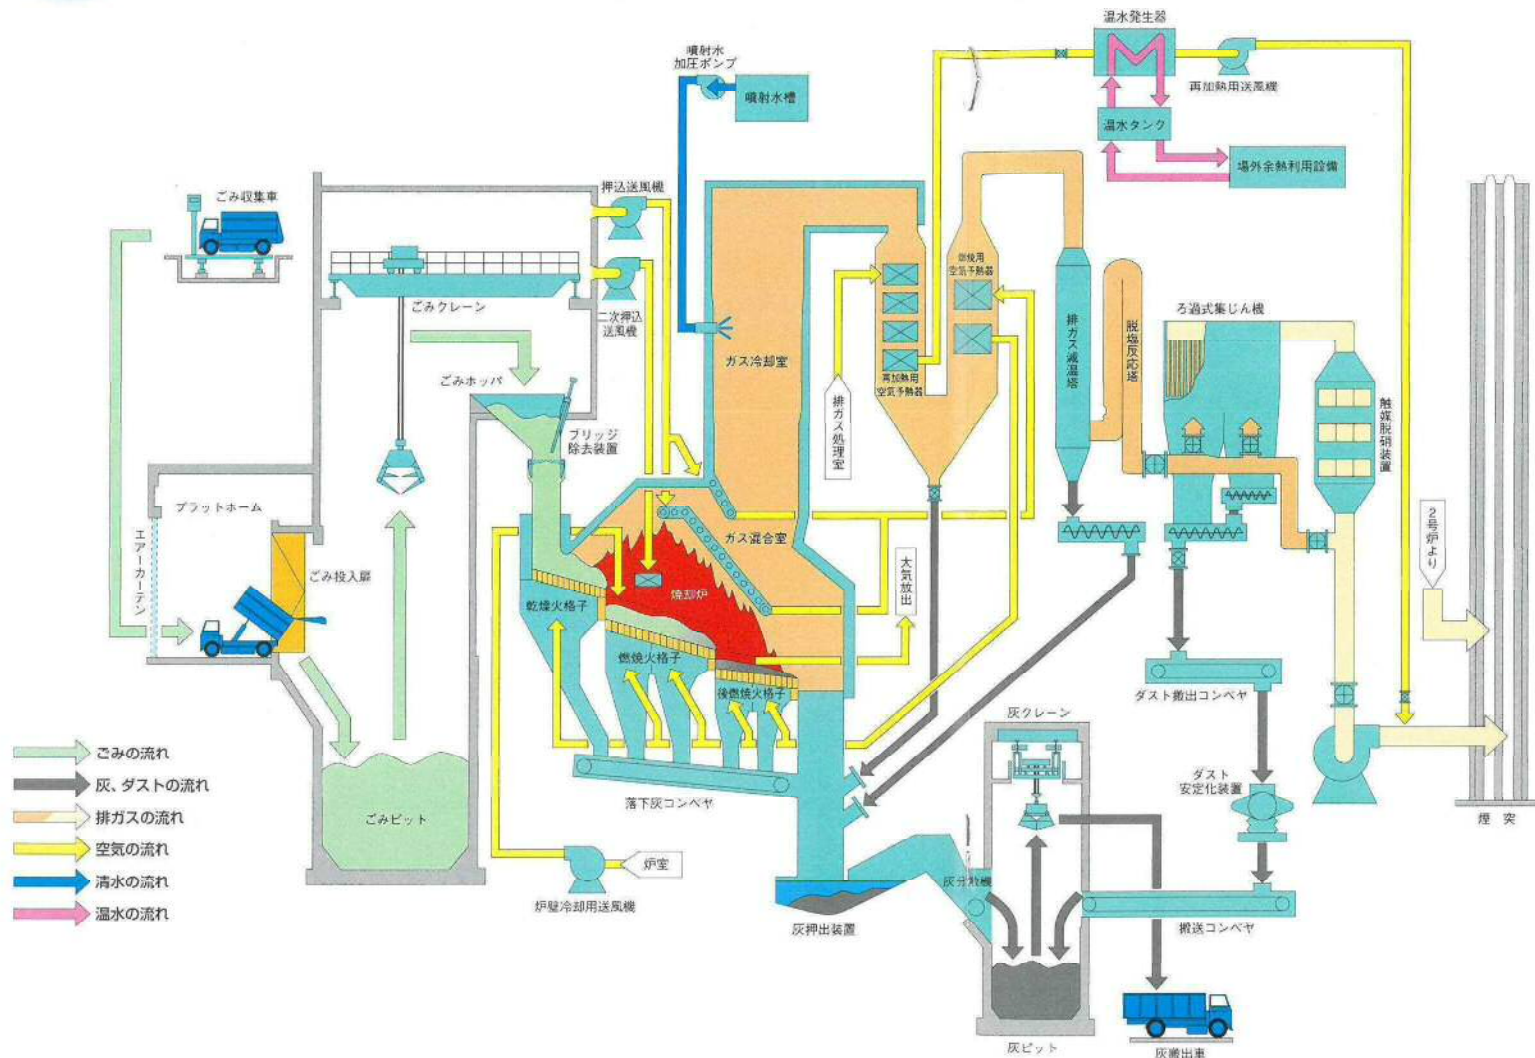 温水発生器
噴射水
加圧ポンプ
噴射水槽
再加熱用送風機
温水タンク
場外余熱利用設備
ごみ収集車
押込送風機
ごみクレーン
二次押込
送風機
燃焼用
空気予熱器
ろ過式集じん機
排ガス減温塔
脱塩反応塔
ガス冷却室
再加熱用
空気予熱器
ごみホッパ
触媒脱硝装置
排ガス処理室
ブリッジ
除去装置
プラットホーム
エアーカーテン
ガス混合室
2号炉より
ごみ投入扉
大気放出
焼却炉
乾燥火格子
燃焼火格子
後燃焼火格子
ダスト搬出コンベヤ
灰クレーン
ごみの流れ
灰、ダストの流れ
排ガスの流れ
空気の流れ
清水の流れ
温水の流れ
ダスト
安定化装置
落下灰コンベヤ
ごみピット
煙突
炉室
灰分散機
炉壁冷却用送風機
灰押出装置
搬送コンベヤ
灰ピット
灰搬出車